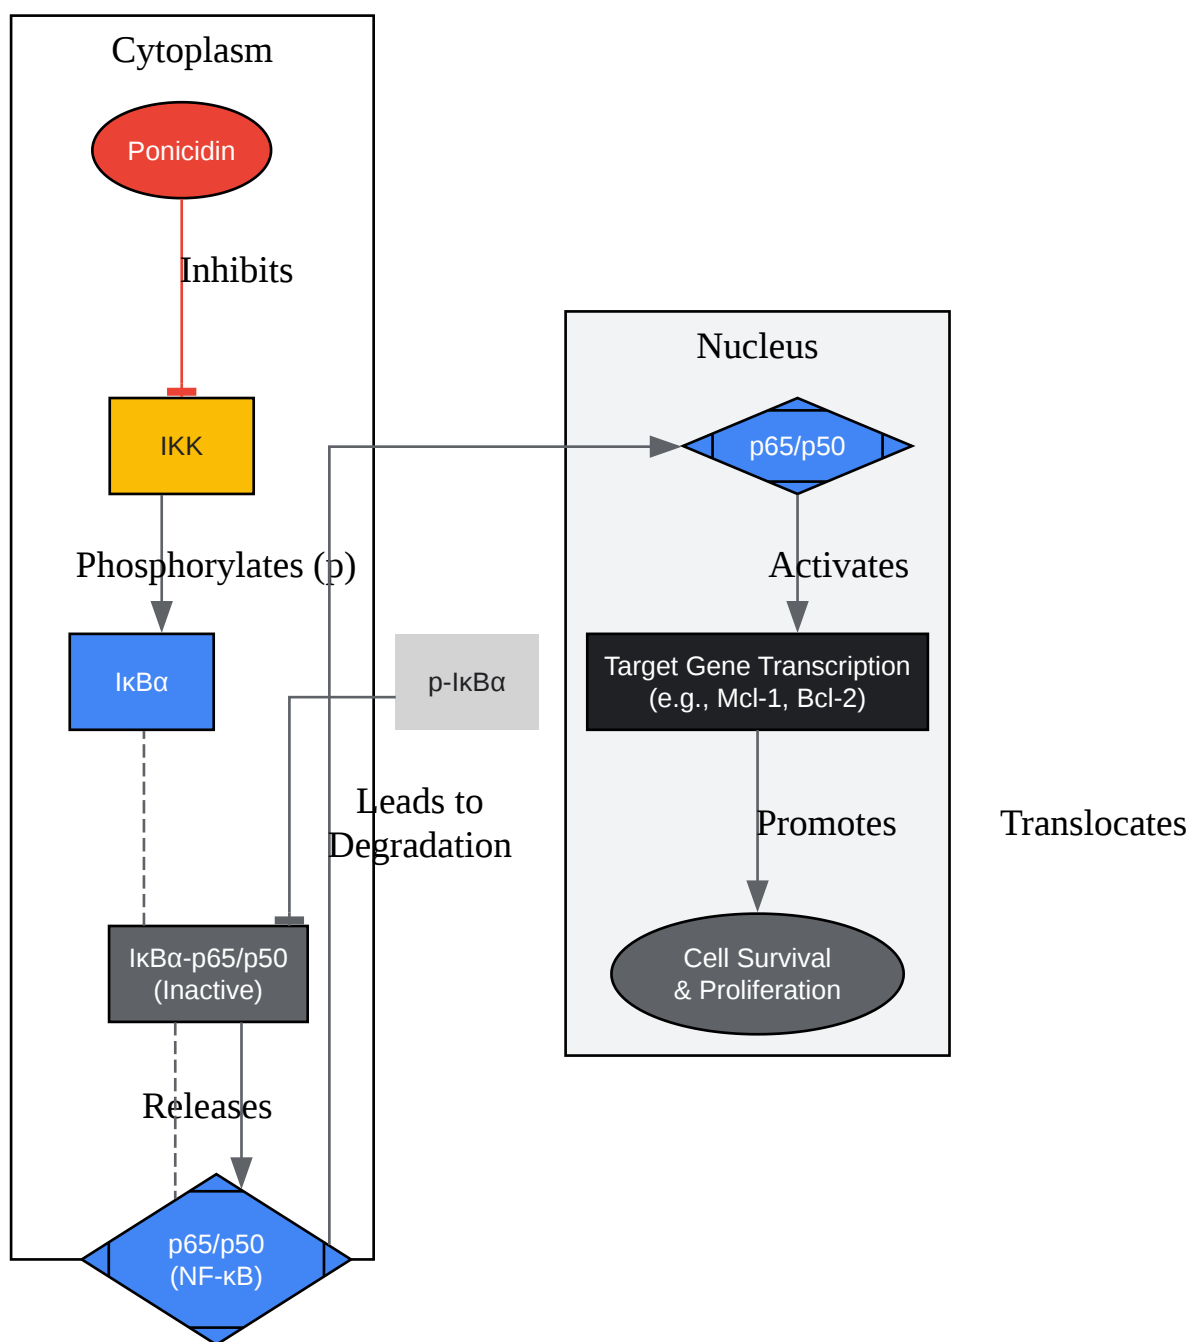 Cytoplasm
Ponicidin
Inhibits
IKK
Phosphorylates (p)
IκBα
p-IκBα
Leads to
Degradation
IκBα-p65/p50
(Inactive)
Releases
p65/p50
(NF-κB)
Nucleus
p65/p50
Activates
Target Gene Transcription
(e.g., Mcl-1, Bcl-2)
Promotes
Cell Survival
& Proliferation
Translocates